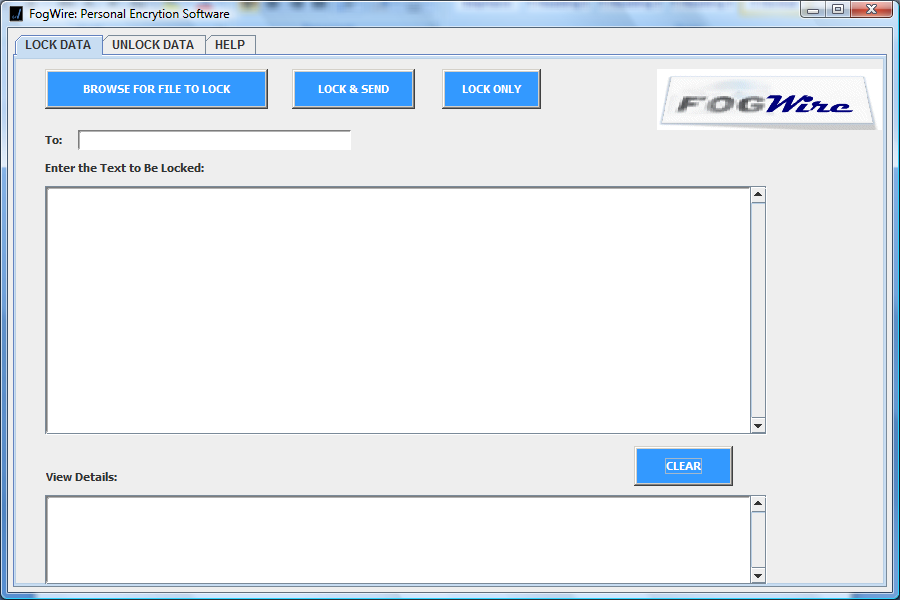 FogWire: Personal Encrytion Software
LOCK DATA UNLOCK DATA HELP
BROWSE FOR FILE TO LOCK LOCK & SEND LOCK ONLY
FOGWire
To:
Enter the Text to Be Locked:
CLEAR
View Details: